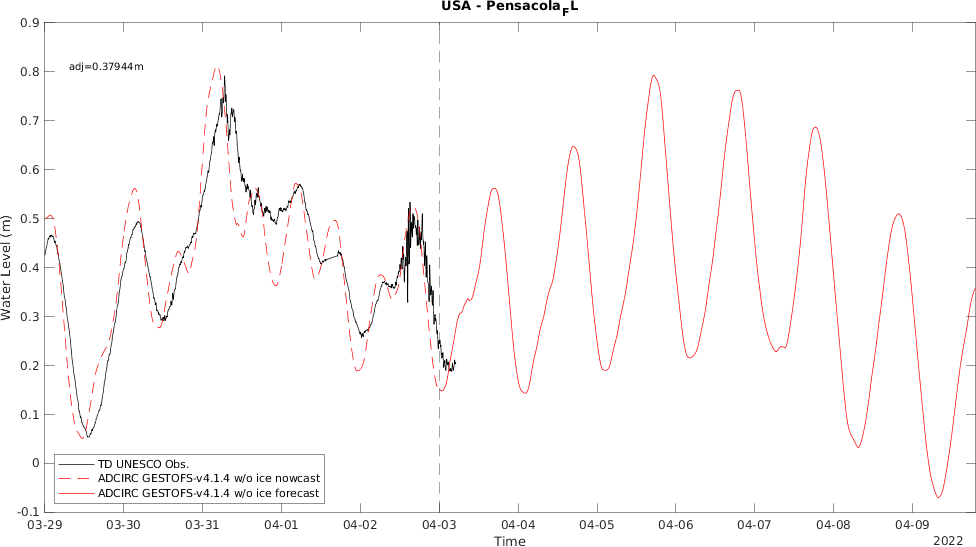 USA - Pensacola_FL
0.9
0.8
adj=0.37944m
0.7
0.6
0.5
0.4
0.3
0.2
0.1
0
-0.1
Water Level (m)
TD UNESCO Obs.
ADCIRC GESTOFS-v4.1.4 w/o ice nowcast
ADCIRC GESTOFS-v4.1.4 w/o ice forecast
03-29 03-30 03-31 04-01 04-02 04-03 04-04 04-05 04-06 04-07 04-08 04-09
Time
2022